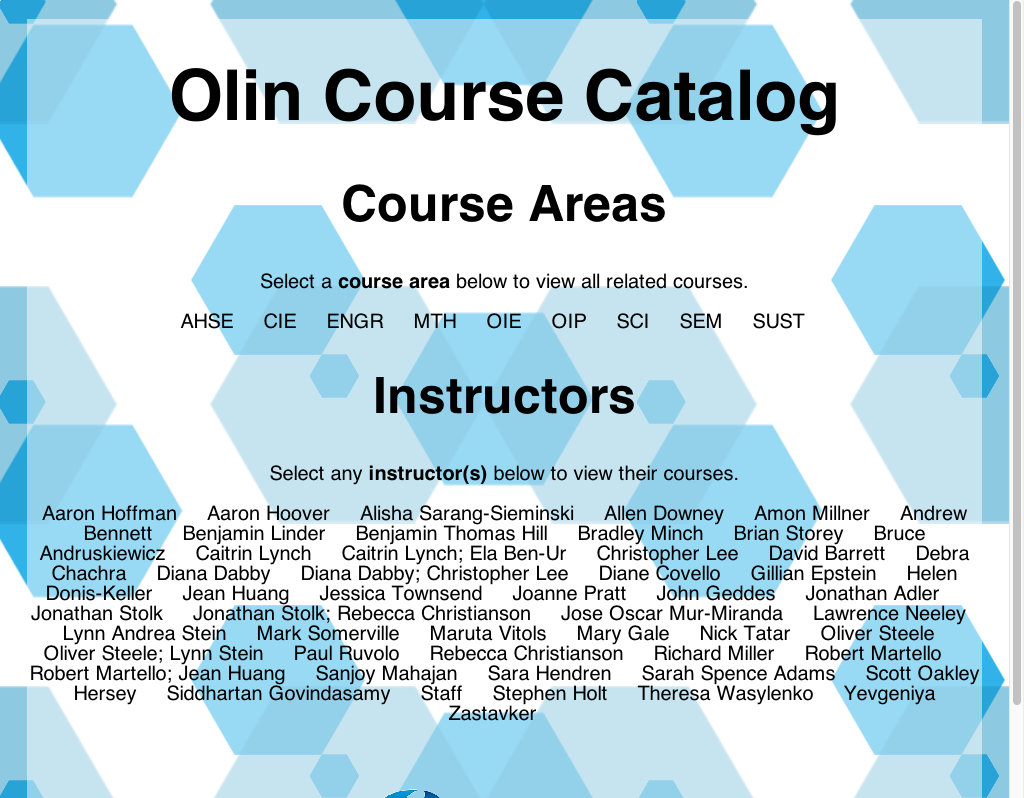 Olin Course Catalog
Course Areas
Select a course area below to view all related courses.
AHSE CIE ENGR MTH OIE OIP SCI SEM SUST
Instructors
Select any instructor(s) below to view their courses.
Aaron Hoffman Aaron Hoover Alisha Sarang-Sieminski Allen Downey Amon Millner Andrew
Bennett Benjamin Linder Benjamin Thomas Hill Bradley Minch Brian Storey Bruce
Andruskiewicz Caitrin Lynch Caitrin Lynch; Ela Ben-Ur Christopher Lee David Barrett Debra
Chachra Diana Dabby Diana Dabby; Christopher Lee Diane Covello Gillian Epstein Helen
Donis-Keller Jean Huang Jessica Townsend Joanne Pratt John Geddes Jonathan Adler
Jonathan Stolk Jonathan Stolk; Rebecca Christianson Jose Oscar Mur-Miranda Lawrence Neeley
Lynn Andrea Stein Mark Somerville Maruta Vitols Mary Gale Nick Tatar Oliver Steele
Oliver Steele; Lynn Stein Paul Ruvolo Rebecca Christianson Richard Miller Robert Martello
Robert Martello; Jean Huang Sanjoy Mahajan Sara Hendren Sarah Spence Adams Scott Oakley
Hersey Siddhartan Govindasamy Staff Stephen Holt Theresa Wasylenko Yevgeniya
Zastavker